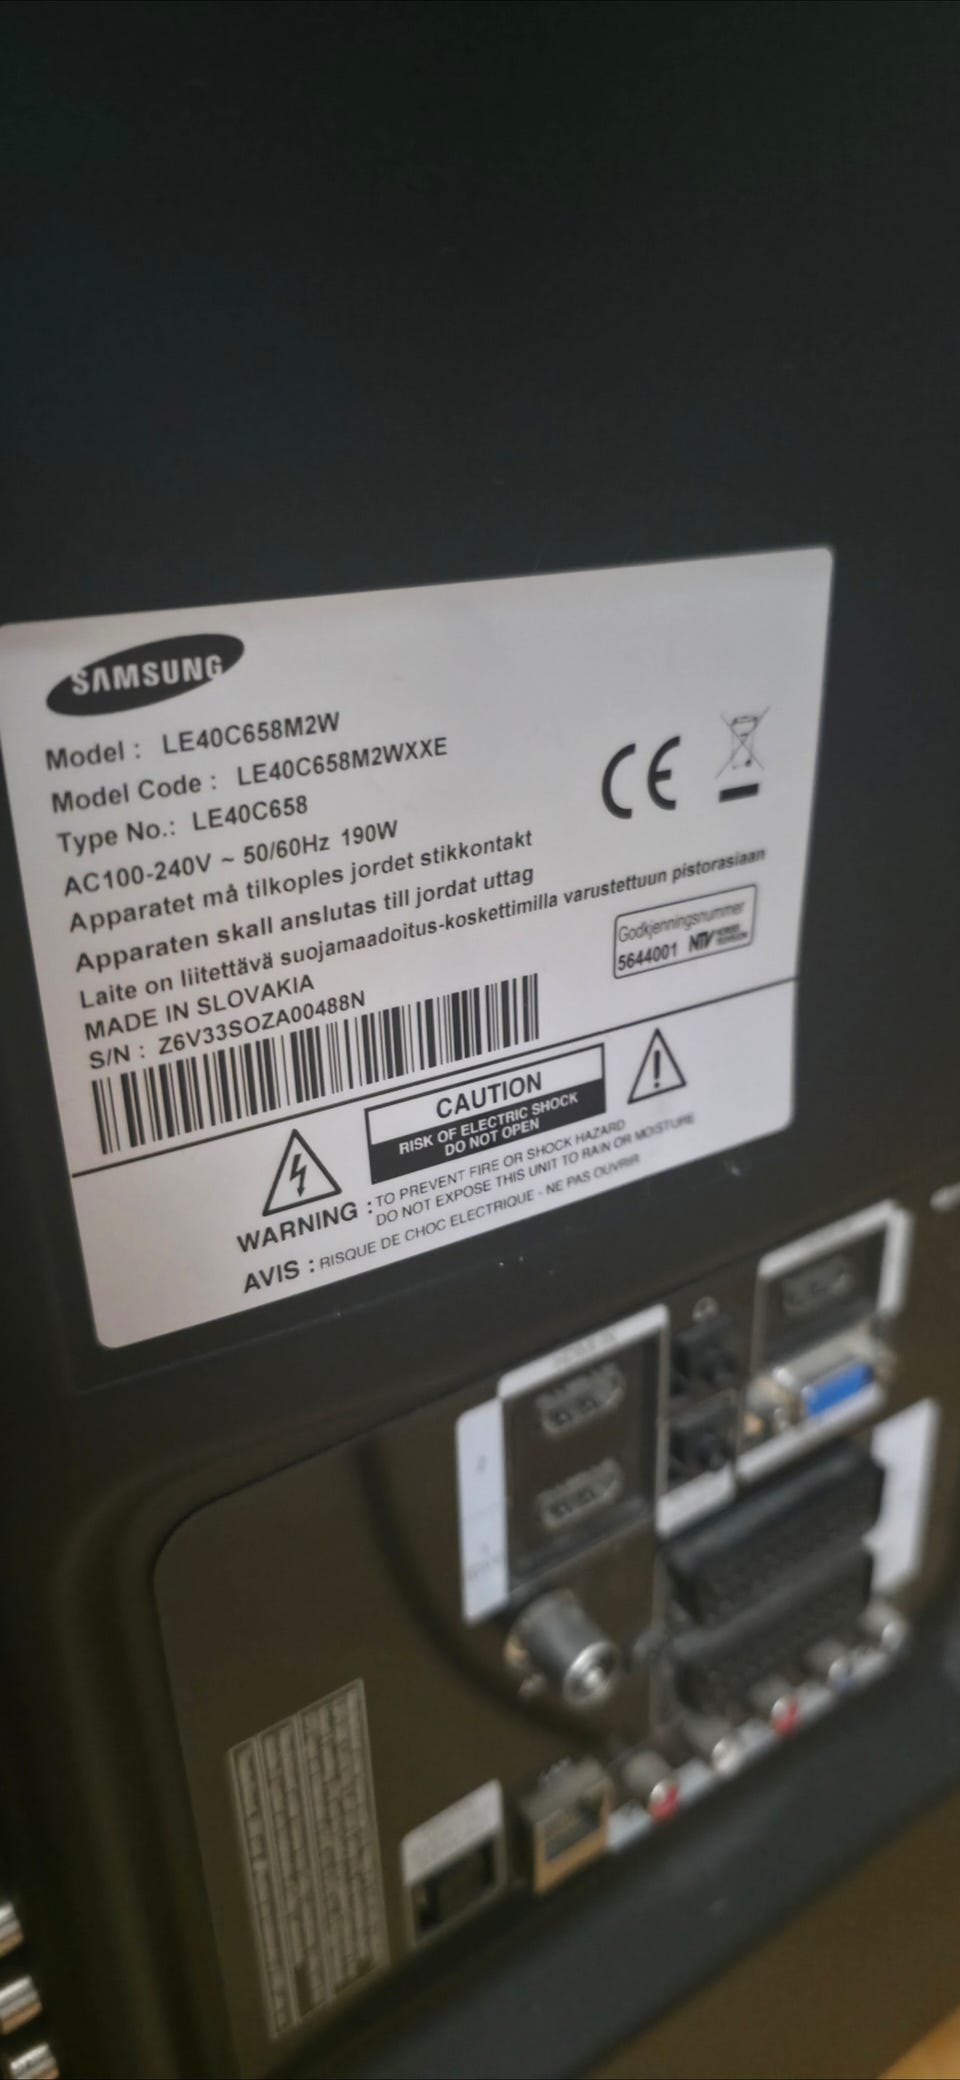 SAMSUNG
Model : LE40C658M2W
Model Code : LE40C658M2WXXE
Type No.: LE40C658
AC100-240V ~ 50/60Hz 190W
Apparatet må tilkoples jordet stikkontakt
Apparaten skall anslutas till jordat uttag
Laite on liitettävä suojamaadoitus-koskettimilla varustettuun pistorasiaan
MADE IN SLOVAKIA
S/N : Z6V33SOZA00488N
CE
Godkjenningsnummer
5644001
CAUTION
RISK OF ELECTRIC SHOCK
DO NOT OPEN
WARNING : TO PREVENT FIRE OR SHOCK HAZARD
DO NOT EXPOSE THIS UNIT TO RAIN OR MOISTURE
AVIS : RISQUE DE CHOC ELECTRIQUE - NE PAS OUVRIR